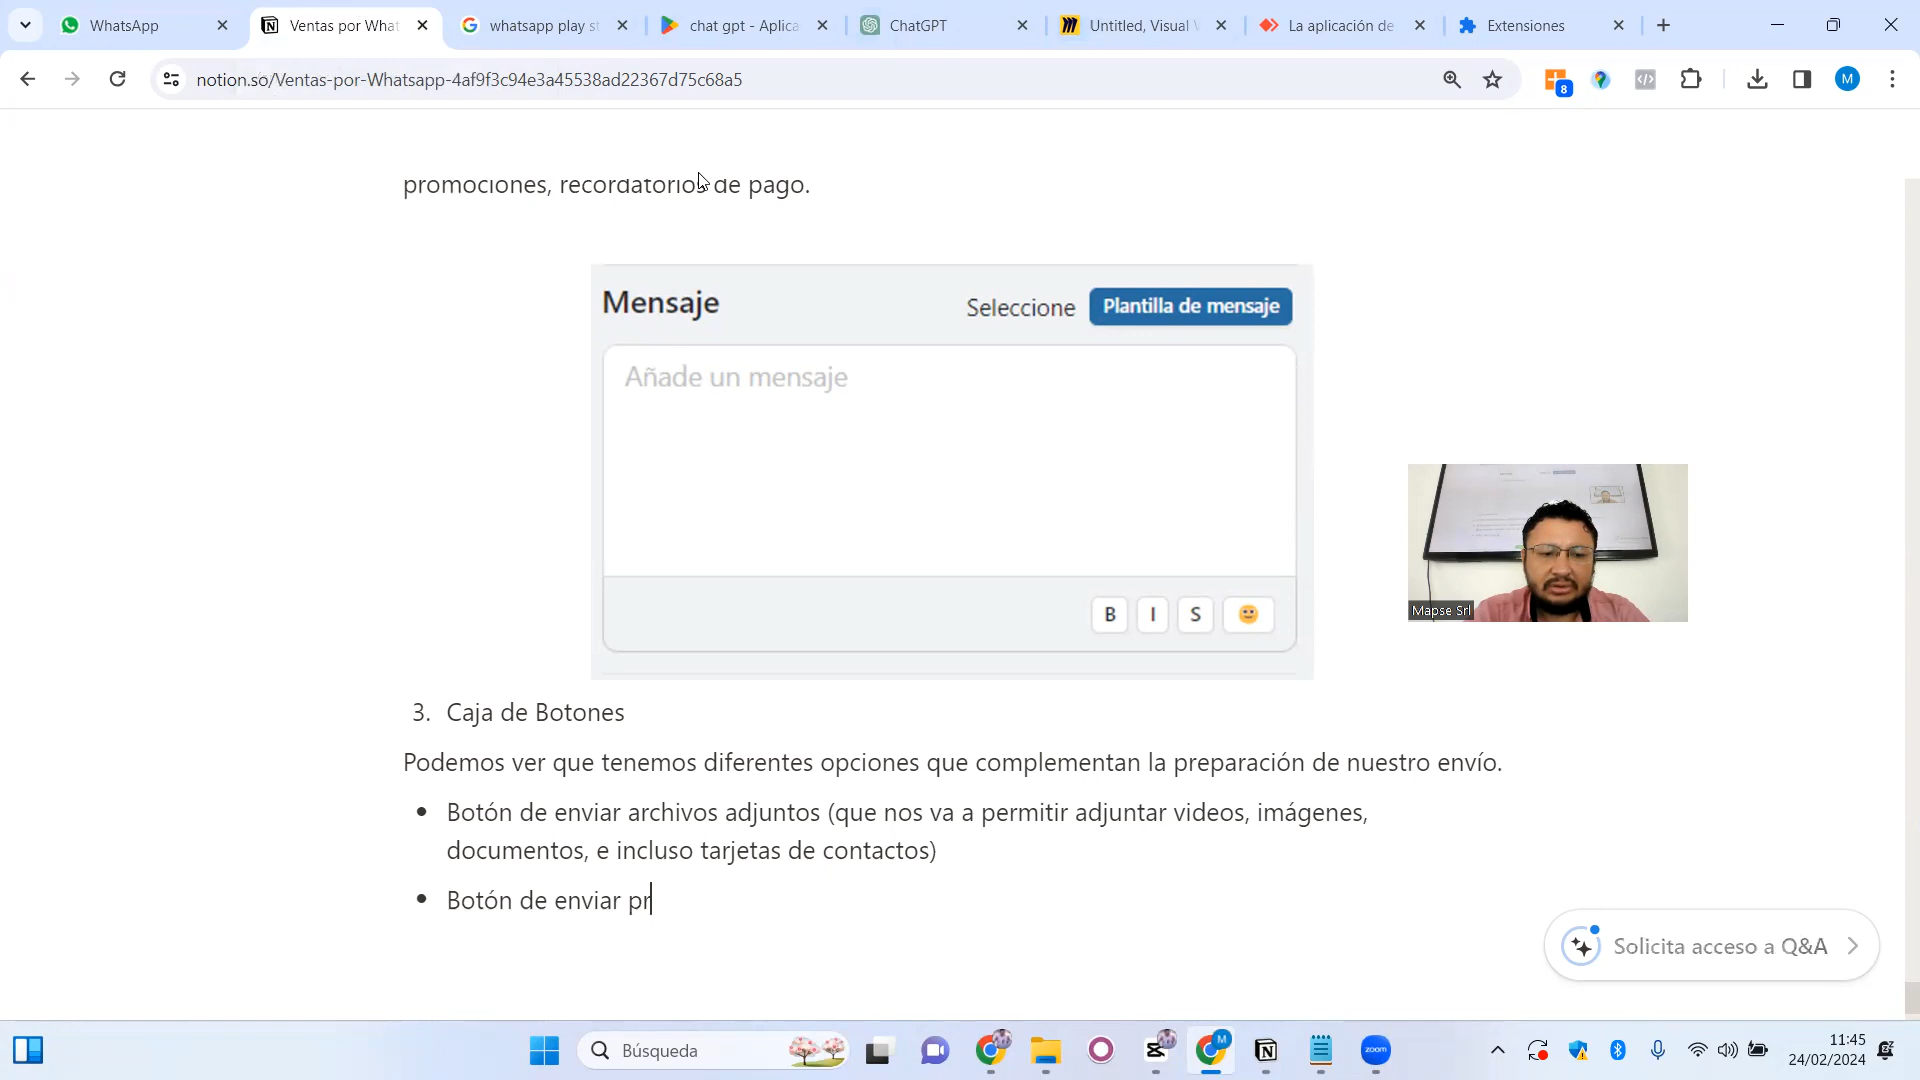 WhatsApp
Ventas por What
whatsapp play st
chat gpt - Aplica
ChatGPT
Untitled, Visual
La aplicación de
Extensiones
notion.so/Ventas-por-Whatsapp-4af9f3c94e3a45538ad22367d75c68a5
8
M
promociones, recordatorios de pago.
Mensaje
Seleccione
Plantilla de mensaje
Añade un mensaje
B I S
Mapse Srl
3. Caja de Botones
Podemos ver que tenemos diferentes opciones que complementan la preparación de nuestro envío.
• Botón de enviar archivos adjuntos (que nos va a permitir adjuntar videos, imágenes,
documentos, e incluso tarjetas de contactos)
• Botón de enviar pr
Solicita acceso a Q&A
Búsqueda
M
zoom
11:45
24/02/2024